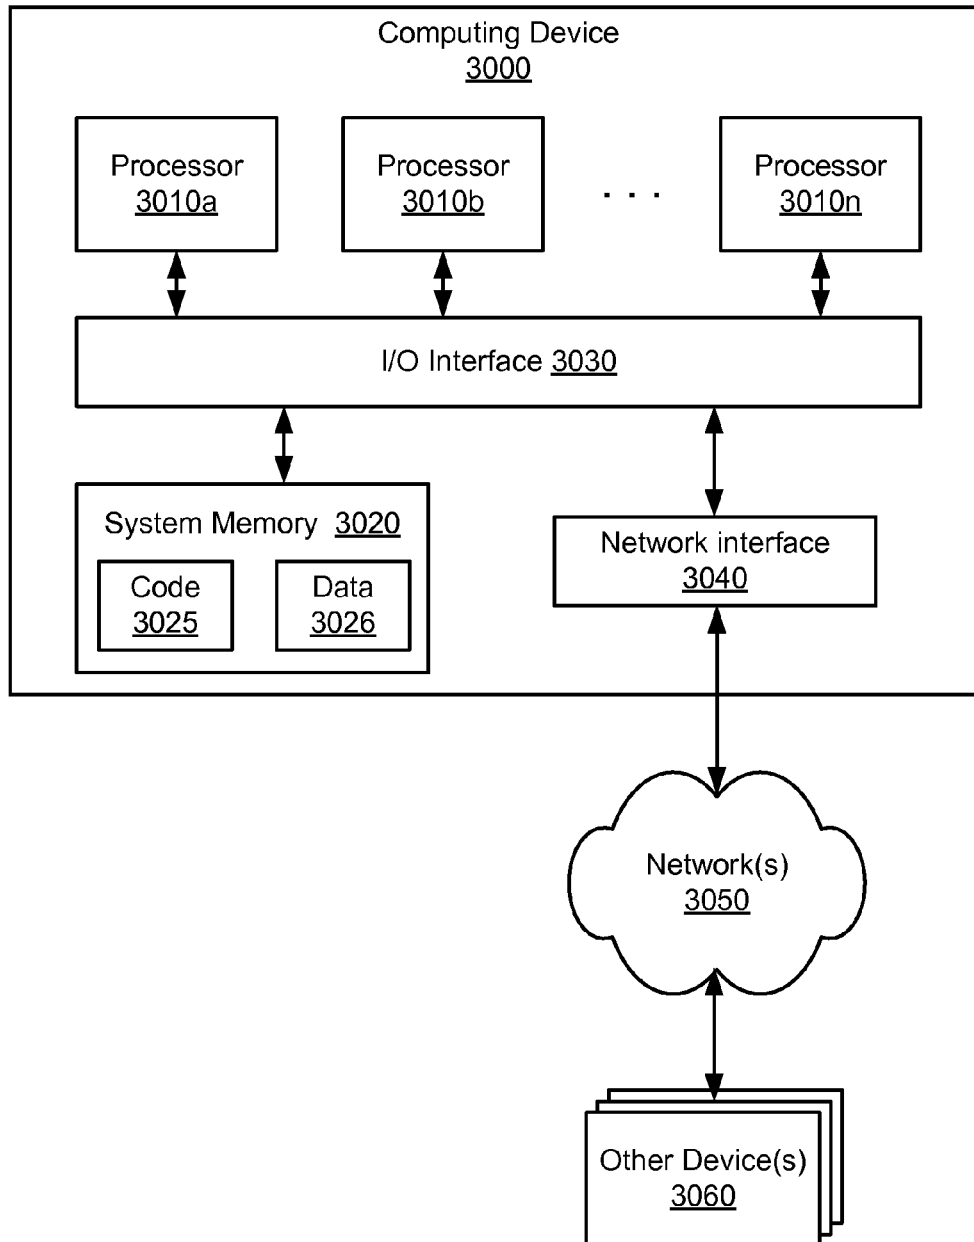 Computing Device
3000
Processor
3010a
Processor
3010b
. . .
Processor
3010n
I/O Interface 3030
System Memory 3020
Code
3025
Data
3026
Network interface
3040
Network(s)
3050
Other Device(s)
3060